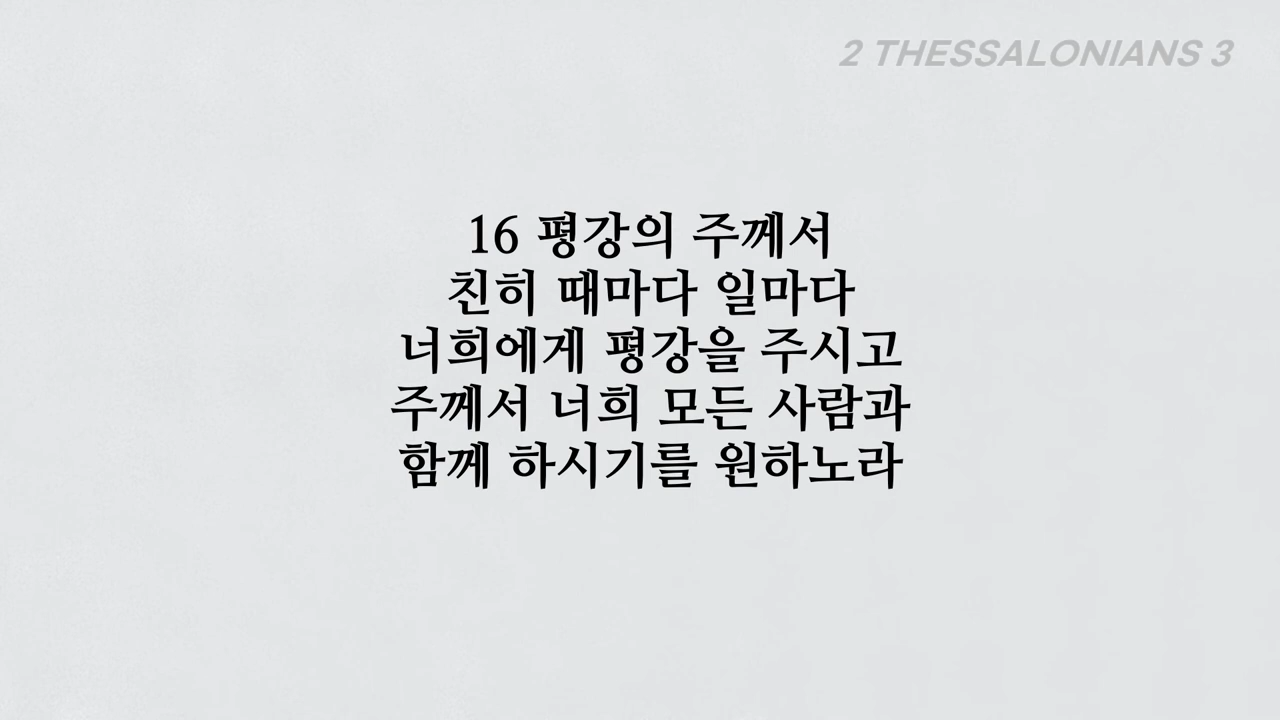 2 THESSALONIANS 3
16 평강의 주께서
친히 때마다 일마다
너희에게 평강을 주시고
주께서 너희 모든 사람과
함께 하시기를 원하노라